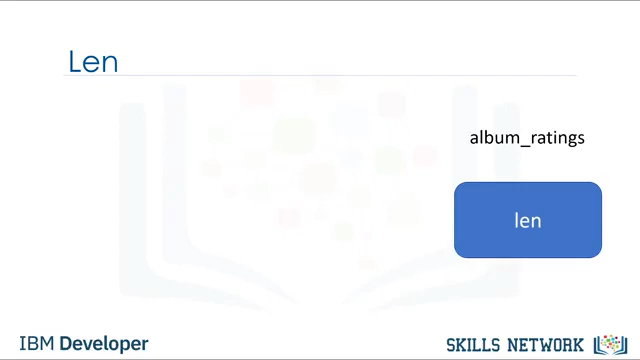 Len
album_ratings
len
IBM Developer
SKILLS NETWORK